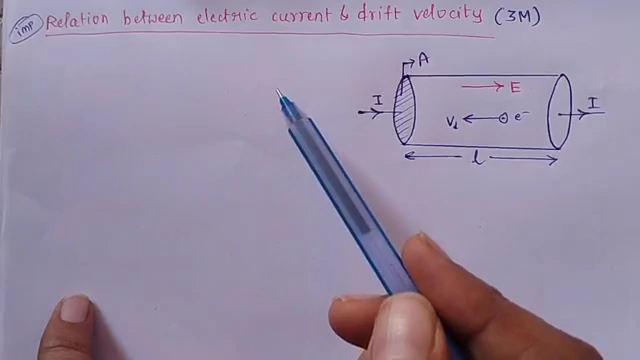 imp Relation between electric current & drift velocity (3M)
A
E
I
I
Vd
e-
l